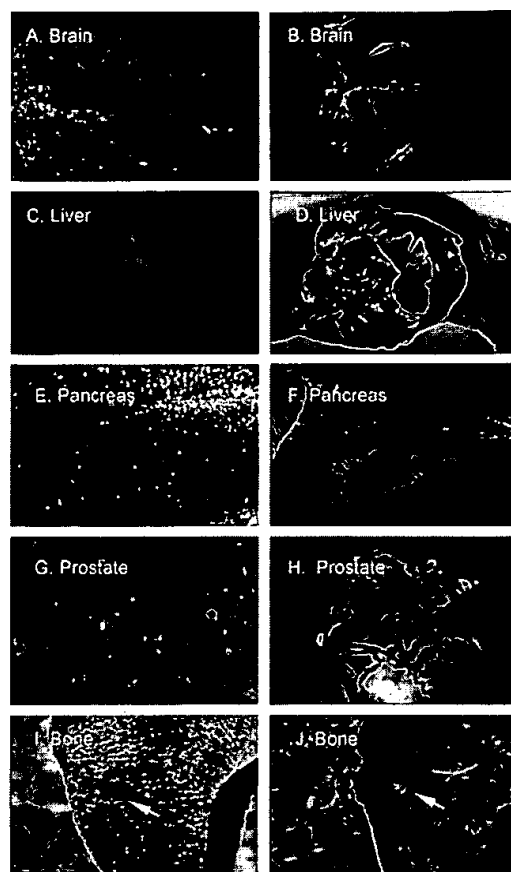 A. Brain
B. Brain
C. Liver
D. Liver
E. Pancreas
F. Pancreas
G. Prostate
H. Prostate
I. Bone
J. Bone